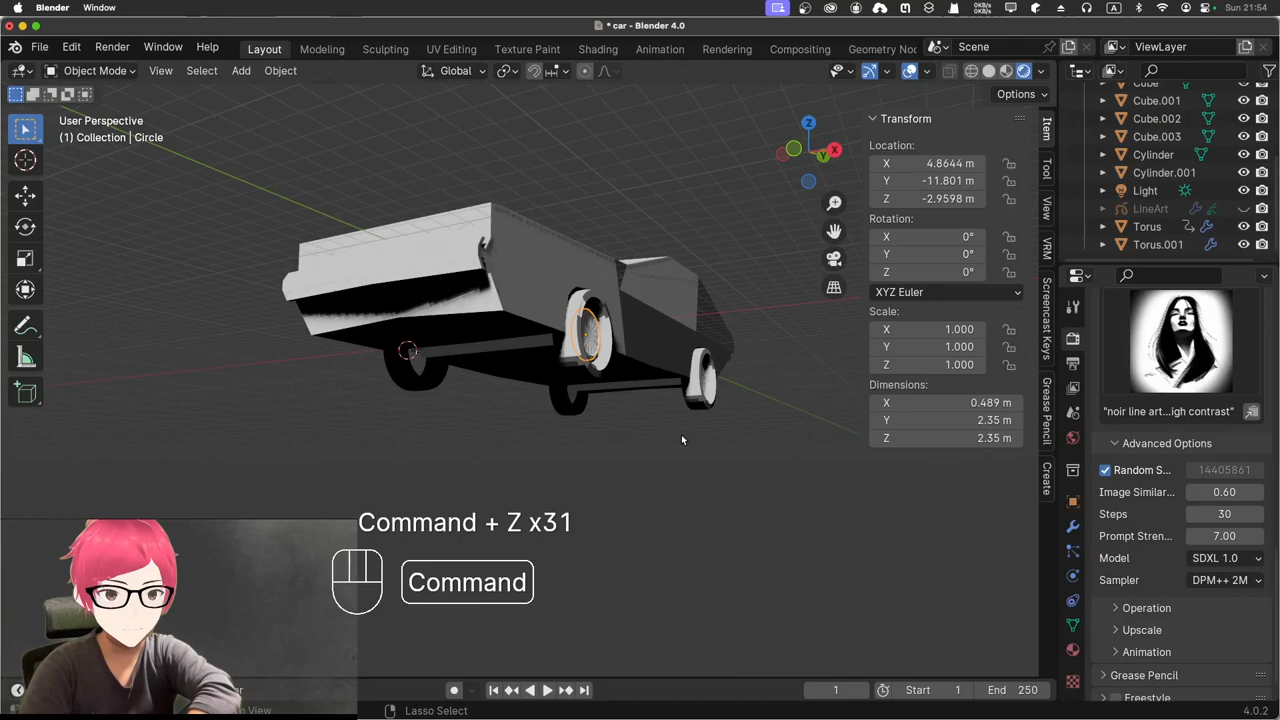 Command
Window
0KB/s
0KB/s
A
Sun 21:54
* car - Blender 4.0
File
Edit
Render
Window
Help
Layout
Modeling
Sculpting
UV Editing
Texture Paint
Shading
Animation
Rendering
Compositing
Geometry Noc
Scene
ViewLayer
Object Mode
View
Select
Add
Object
Global
Options
User Perspective
(1) Collection | Circle
Z
X
Y
Transform
Location:
X 4.8644 m
Y -11.801 m
Z -2.9598 m
Rotation:
X 0°
Y 0°
Z 0°
XYZ Euler
Scale:
X 1.000
Y 1.000
Z 1.000
Dimensions:
X 0.489 m
Y 2.35 m
Z 2.35 m
Item
Tool
View
VRM
Screencast Keys
Grease Pencil
Create
Cube
Cube.001
Cube.002
Cube.003
Cylinder
Cylinder.001
Light
LineArt
Torus
Torus.001
"noir line art...igh contrast"
Advanced Options
Random S... 14405861
Image Similar... 0.60
Steps 30
Prompt Stren... 7.00
Model SDXL 1.0
Sampler DPM++ 2M
Operation
Upscale
Animation
Grease Pencil
Freestyle
Command + Z x31
Command
1
Start 1
End 250
Lasso Select
4.0.2